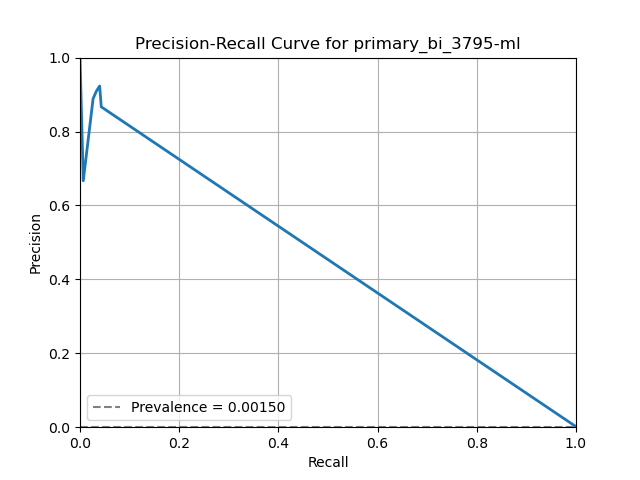 Precision-Recall Curve for primary_bi_3795-ml
1.0
0.8
0.6
0.4
0.2
0.0
Precision
Prevalence = 0.00150
0.0 0.2 0.4 0.6 0.8 1.0
Recall